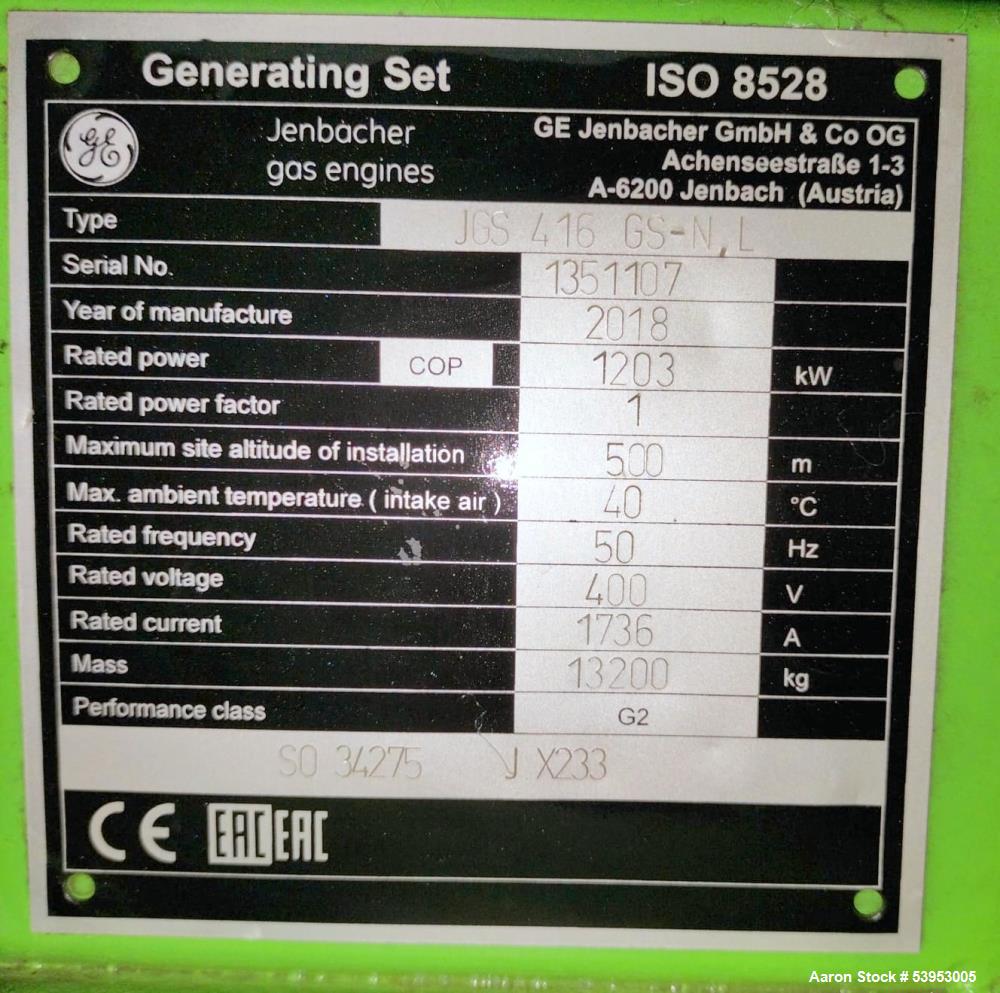 Generating Set ISO 8528
GE Jenbacher gas engines
GE Jenbacher GmbH & Co OG
Achenseestraße 1-3
A-6200 Jenbach (Austria)
Type JGS 416 GS-N,L
Serial No. 1351107
Year of manufacture 2018
Rated power COP 1203 kW
Rated power factor 1
Maximum site altitude of installation 500 m
Max. ambient temperature ( intake air ) 40 °C
Rated frequency 50 Hz
Rated voltage 400 V
Rated current 1736 A
Mass 13200 kg
Performance class G2
SO 34275 J X233
CE EAC EAC
Aaron Stock # 53953005